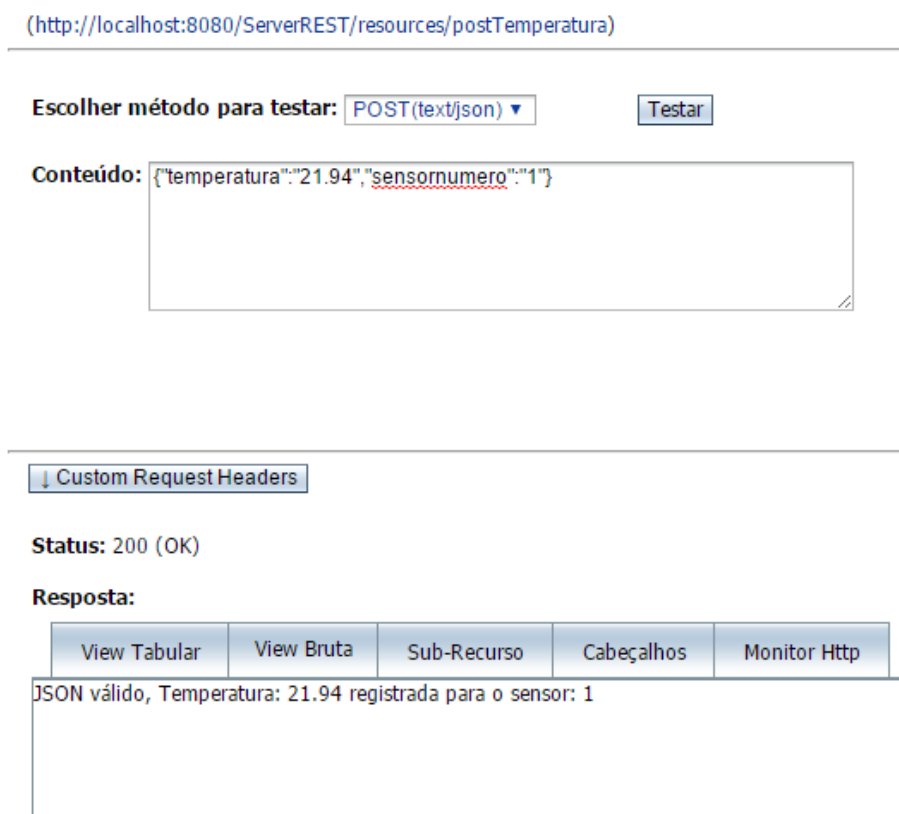 (http://localhost:8080/ServerREST/resources/postTemperatura)
Escolher método para testar: POST(text/json) ▼ Testar
Conteúdo: {"temperatura":"21.94","sensornumero":"1"}
↓ Custom Request Headers
Status: 200 (OK)
Resposta:
View Tabular View Bruta Sub-Recurso Cabeçalhos Monitor Http
JSON válido, Temperatura: 21.94 registrada para o sensor: 1